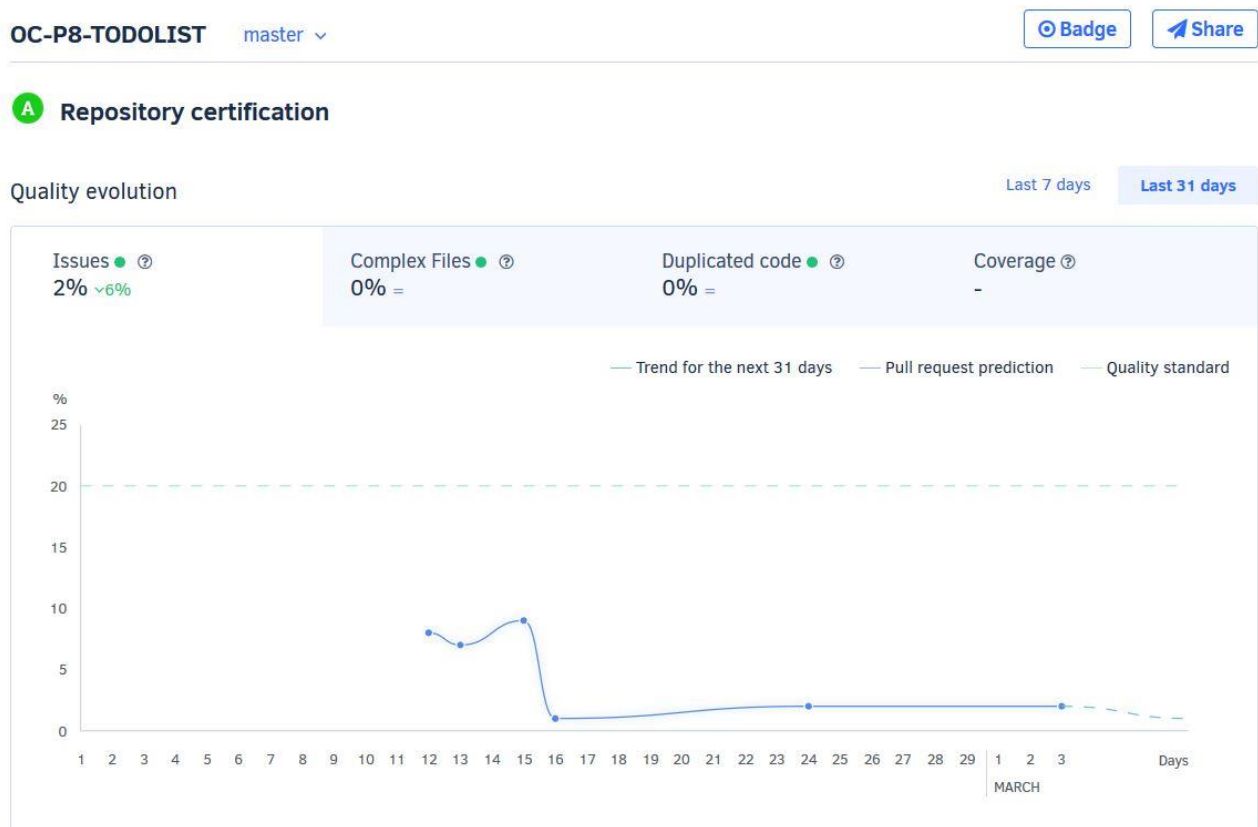 OC-P8-TODOLIST master Badge Share
A Repository certification
Quality evolution Last 7 days Last 31 days
Issues Complex Files Duplicated code Coverage
2% 6% 0% = 0% = -
Trend for the next 31 days Pull request prediction Quality standard
%
25
20
15
10
5
0
1 2 3 4 5 6 7 8 9 10 11 12 13 14 15 16 17 18 19 20 21 22 23 24 25 26 27 28 29 1 2 3 Days
MARCH